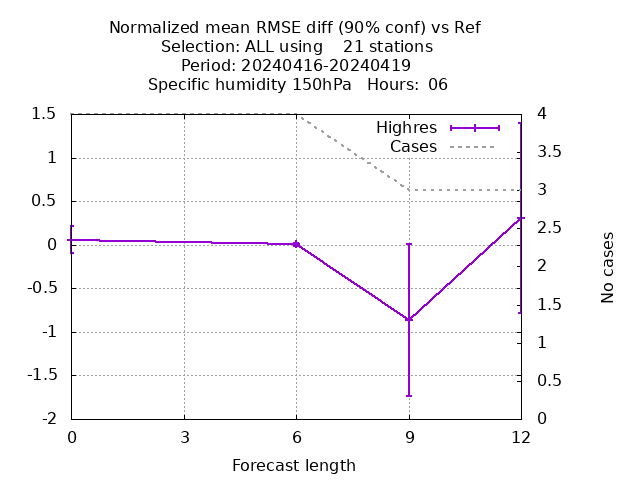 Normalized mean RMSE diff (90% conf) vs Ref
Selection: ALL using    21 stations
Period: 20240416-20240419
Specific humidity 150hPa   Hours:  06
Highres
Cases
1.5
1
0.5
0
-0.5
-1
-1.5
-2
4
3.5
3
2.5
2
1.5
1
0.5
0
No cases
0 3 6 9 12
Forecast length